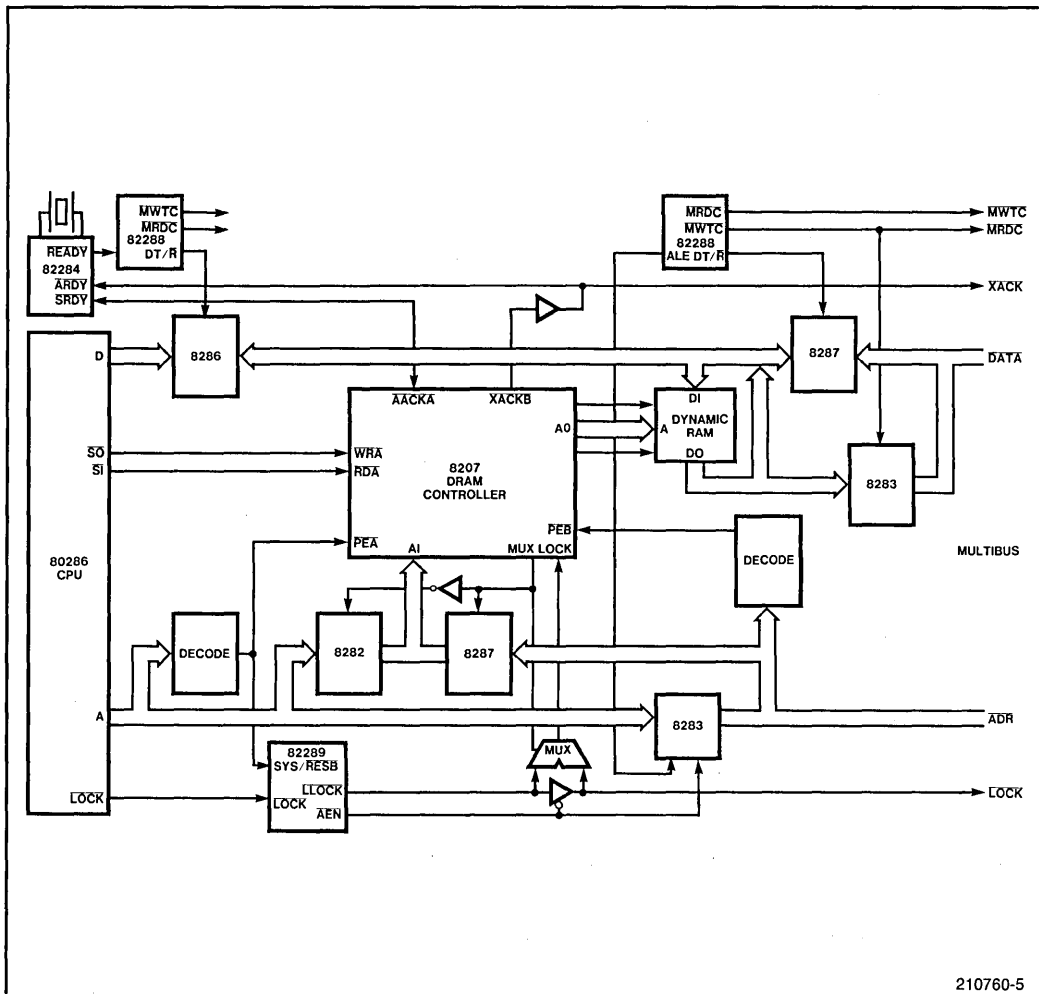 MWTC
MRDC
82288
DT/R
READY
82284
ARDY
SRDY
MRDC
MWTC
82288
ALE DT/R
MWTC
MRDC
XACK
D
8286
8287
DATA
AACKA
XACKB
DI
A
DYNAMIC
RAM
DO
AO
SO
SI
WRA
RDA
8207
DRAM
CONTROLLER
8283
PEA
AI
MUX LOCK
PEB
80286
CPU
DECODE
MULTIBUS
DECODE
8282
8287
A
8283
ADR
82289
SYS/RESB
LLOCK
LOCK
AEN
MUX
LOCK
LOCK
210760-5